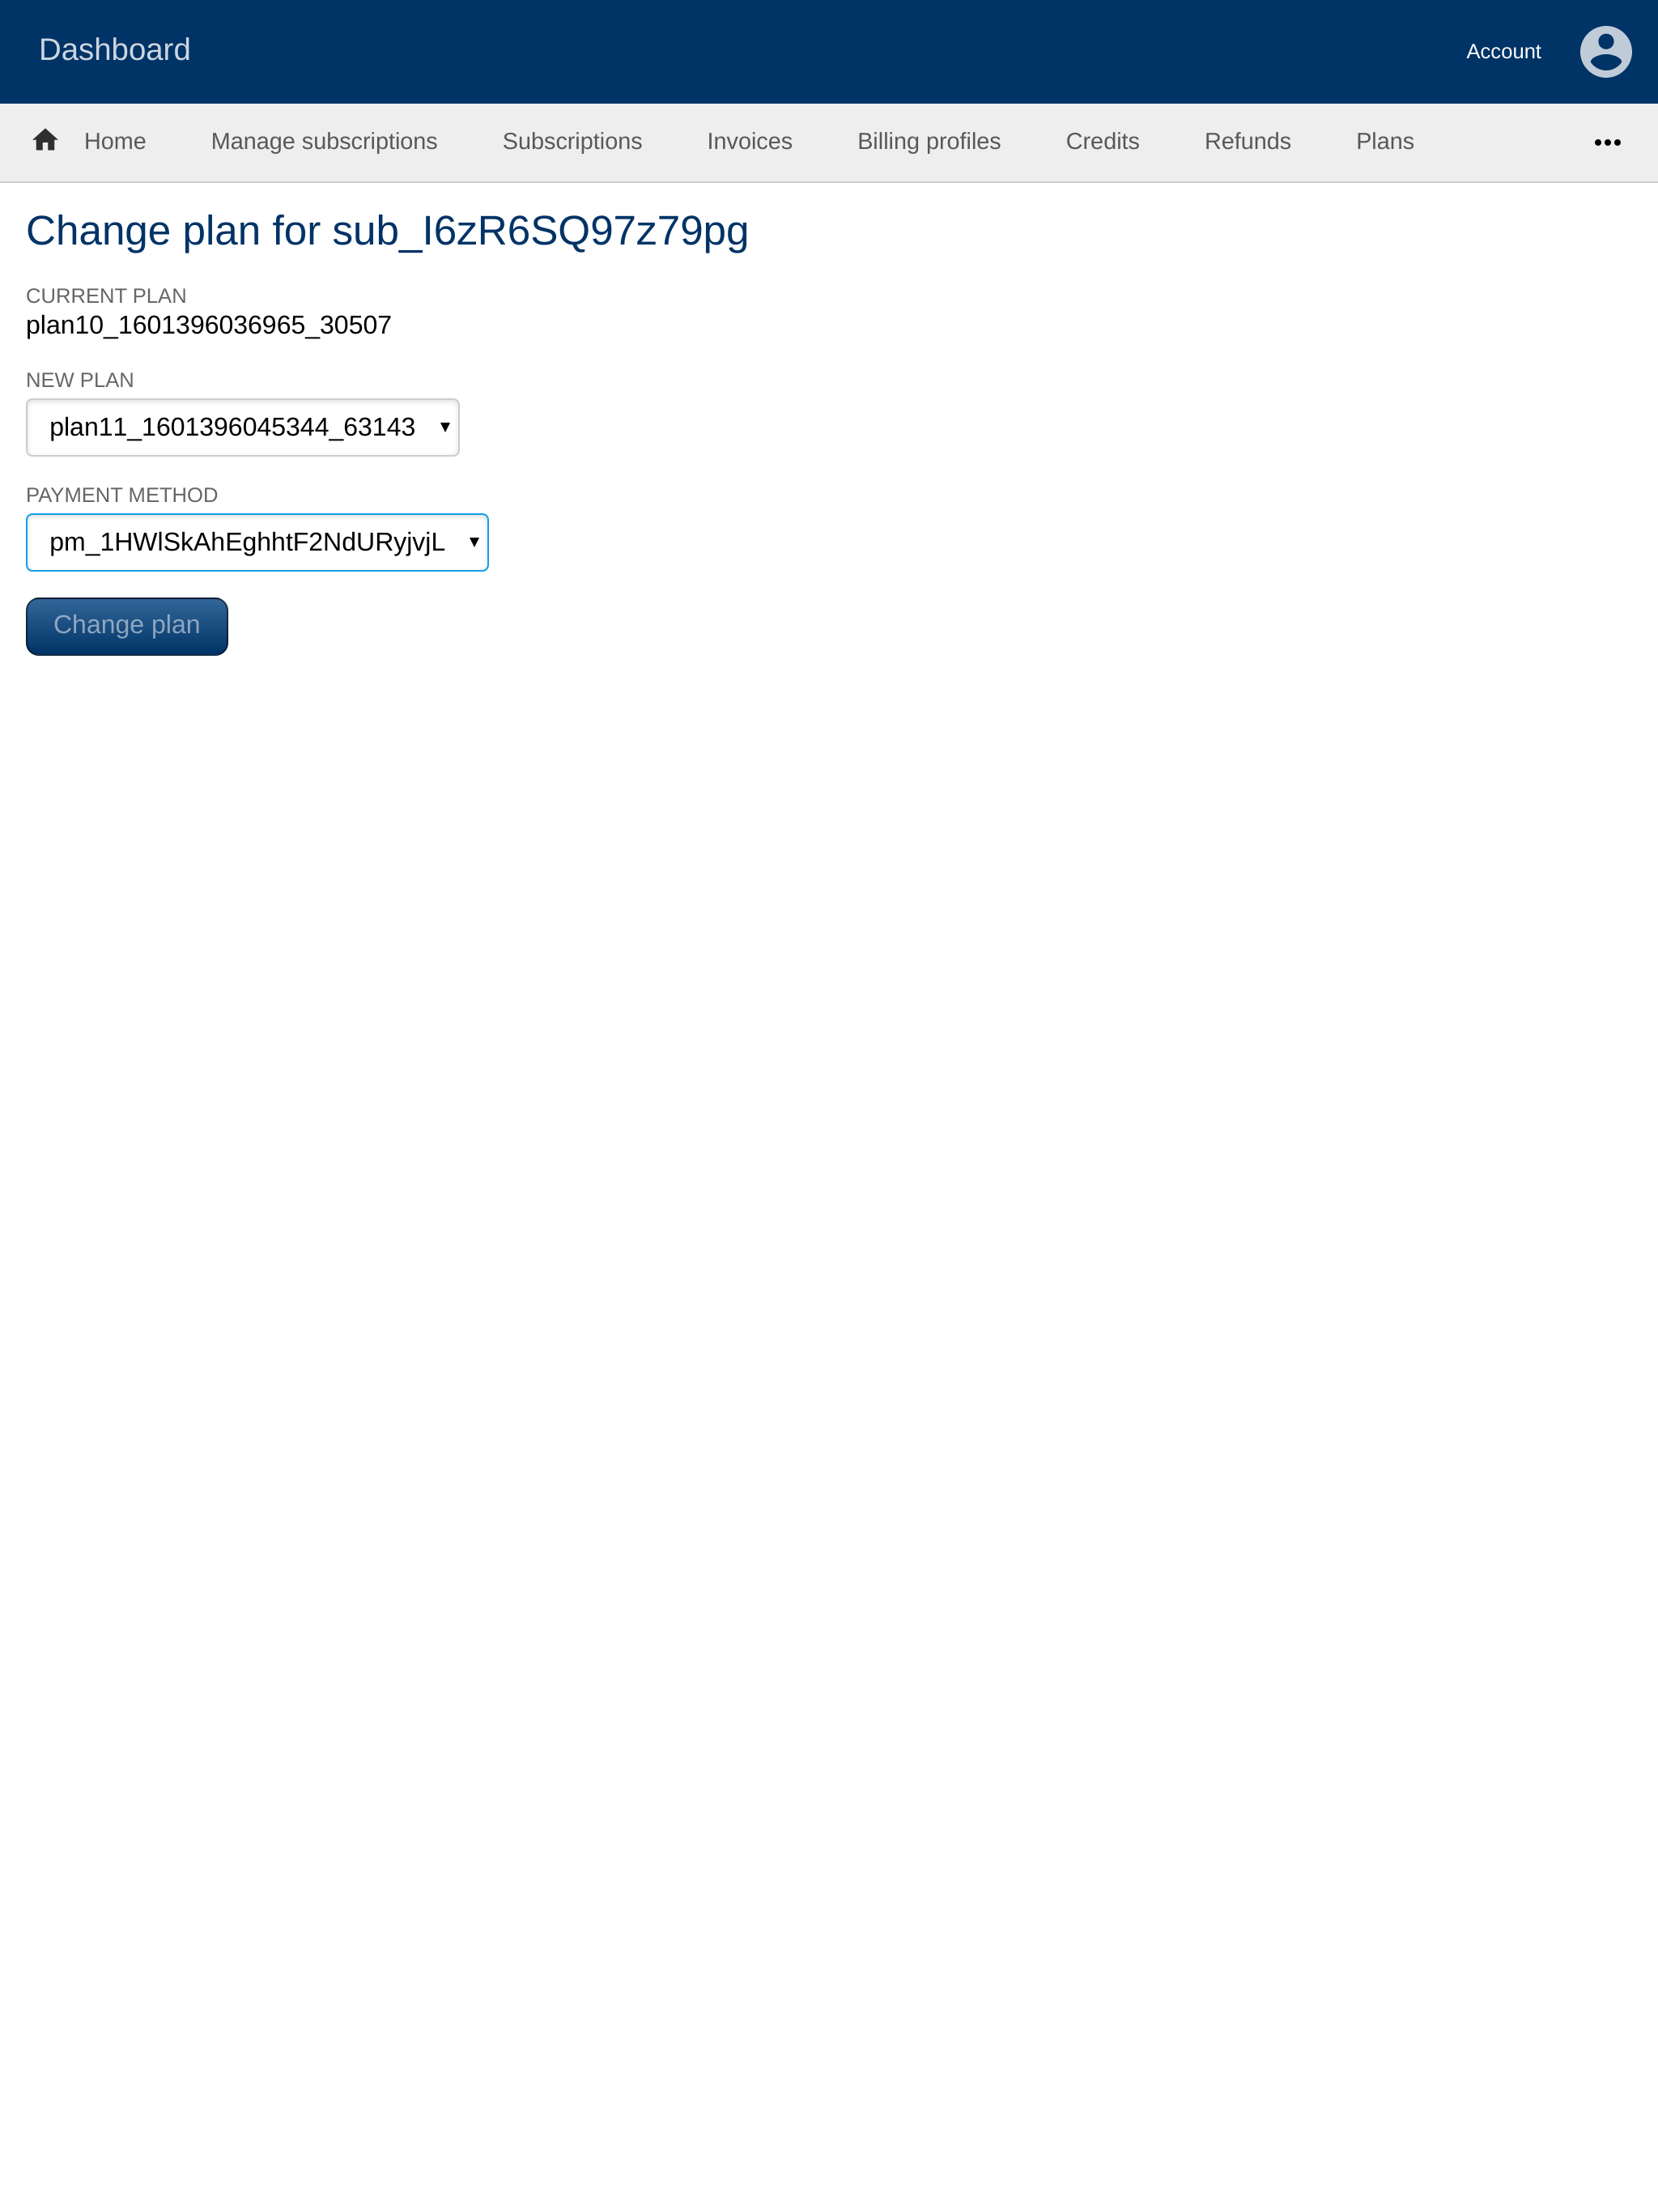 Dashboard
Account
Home Manage subscriptions Subscriptions Invoices Billing profiles Credits Refunds Plans •••
Change plan for sub_I6zR6SQ97z79pg
CURRENT PLAN
plan10_1601396036965_30507
NEW PLAN
plan11_1601396045344_63143
PAYMENT METHOD
pm_1HWlSkAhEghhtF2NdURyjvjL
Change plan